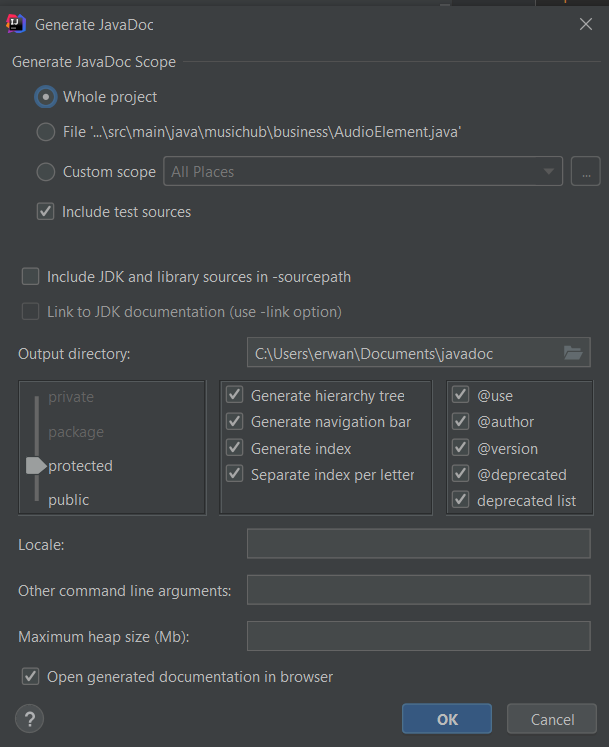 Generate JavaDoc
Generate JavaDoc Scope
Whole project
File '...\src\main\java\musichub\business\AudioElement.java'
Custom scope All Places ...
Include test sources
Include JDK and library sources in -sourcepath
Link to JDK documentation (use -link option)
Output directory: C:\Users\erwan\Documents\javadoc
private
package
protected
public
Generate hierarchy tree
Generate navigation bar
Generate index
Separate index per letter
@use
@author
@version
@deprecated
deprecated list
Locale:
Other command line arguments:
Maximum heap size (Mb):
Open generated documentation in browser
? OK Cancel